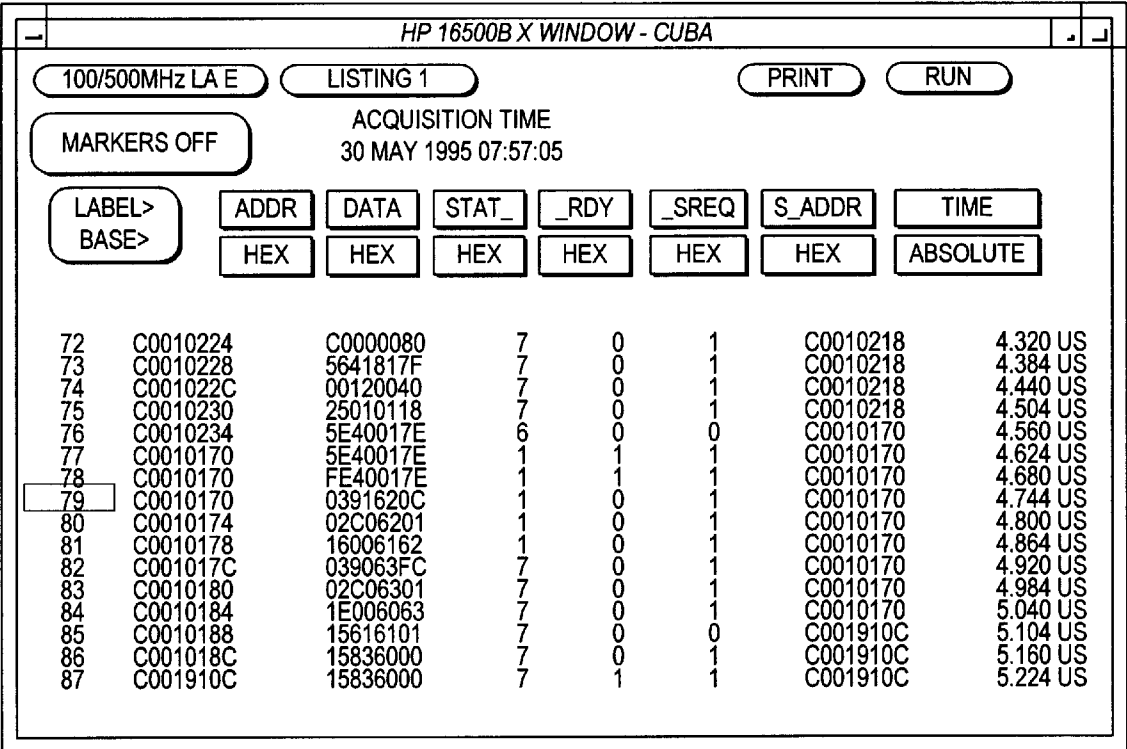 HP 16500B X WINDOW - CUBA
100/500MHz LA E LISTING 1 PRINT RUN
MARKERS OFF
ACQUISITION TIME
30 MAY 1995 07:57:05
LABEL> ADDR DATA STAT_ _RDY _SREQ S_ADDR TIME
BASE> HEX HEX HEX HEX HEX HEX ABSOLUTE
72 C0010224 C0000080 7 0 1 C0010218 4.320 US
73 C0010228 5641817F 7 0 1 C0010218 4.384 US
74 C001022C 00120040 7 0 1 C0010218 4.440 US
75 C0010230 25010118 7 0 1 C0010218 4.504 US
76 C0010234 5E40017E 6 0 0 C0010170 4.560 US
77 C0010170 5E40017E 1 1 1 C0010170 4.624 US
78 C0010170 FE40017E 1 1 1 C0010170 4.680 US
79 C0010170 0391620C 1 0 1 C0010170 4.744 US
80 C0010174 02C06201 1 0 1 C0010170 4.800 US
81 C0010178 16006162 1 0 1 C0010170 4.864 US
82 C001017C 039063FC 7 0 1 C0010170 4.920 US
83 C0010180 02C06301 7 0 1 C0010170 4.984 US
84 C0010184 1E006063 7 0 1 C0010170 5.040 US
85 C0010188 15616101 7 0 0 C001910C 5.104 US
86 C001018C 15836000 7 0 1 C001910C 5.160 US
87 C001910C 15836000 7 1 1 C001910C 5.224 US